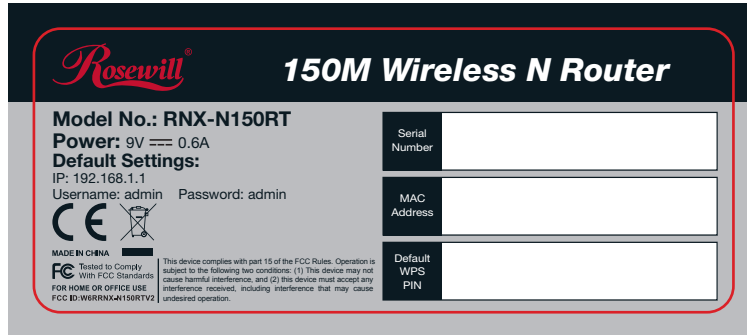 Rosewill®
150M Wireless N Router
Model No.: RNX-N150RT
Power: 9V 0.6A
Default Settings:
IP: 192.168.1.1
Username: admin Password: admin
CE
MADE IN CHINA
FC Tested to Comply
With FCC Standards
FOR HOME OR OFFICE USE
FCC ID:W6RRNX-N150RTV2
This device complies with part 15 of the FCC Rules. Operation is
subject to the following two conditions: (1) This device may not
cause harmful interference, and (2) this device must accept any
interference received, including interference that may cause
undesired operation.
Serial
Number
MAC
Address
Default
WPS
PIN